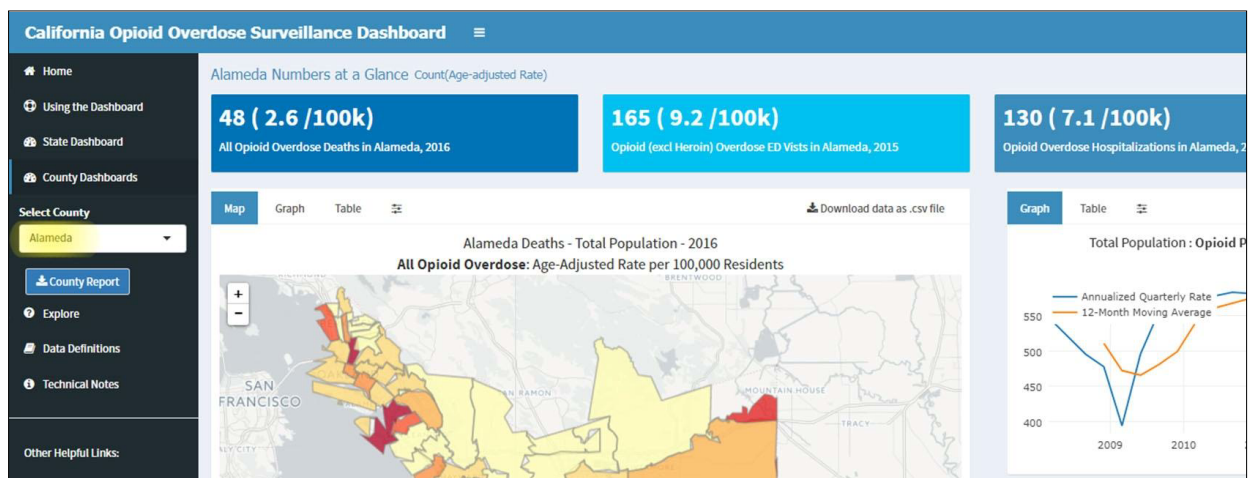 California Opioid Overdose Surveillance Dashboard
Home
Using the Dashboard
State Dashboard
County Dashboards
Select County
Alameda
County Report
Explore
Data Definitions
Technical Notes
Other Helpful Links:
Alameda Numbers at a Glance Count(Age-adjusted Rate)
48 ( 2.6 /100k)
All Opioid Overdose Deaths in Alameda, 2016
165 ( 9.2 /100k)
Opioid (excl Heroin) Overdose ED Vists in Alameda, 2015
130 ( 7.1 /100k)
Opioid Overdose Hospitalizations in Alameda, 2
Map Graph Table
Download data as .csv file
Alameda Deaths - Total Population - 2016
All Opioid Overdose: Age-Adjusted Rate per 100,000 Residents
BRENTWOOD
+
-
SAN
FRANCISCO
AN RAMON
MOUNTAIN HOUSE
TRACY
LY CITY
Graph Table
Total Population : Opioid P
Annualized Quarterly Rate
12-Month Moving Average
550
500
450
400
2009 2010